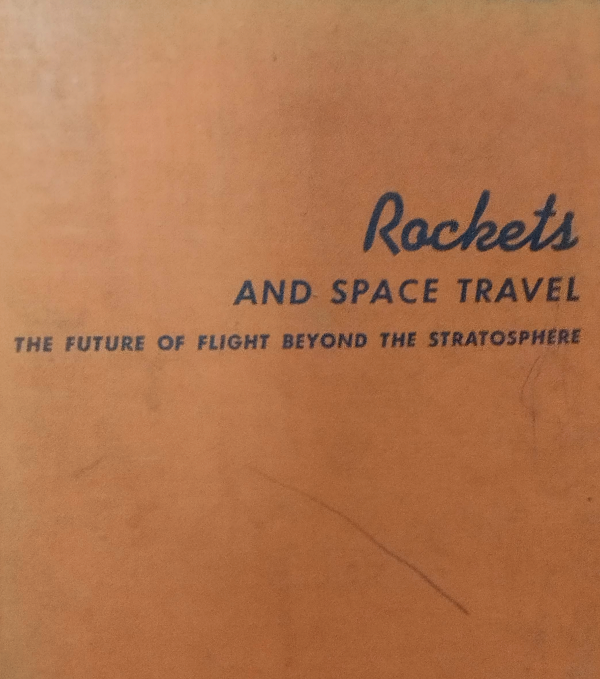 Rockets
AND SPACE TRAVEL
THE FUTURE OF FLIGHT BEYOND THE STRATOSPHERE